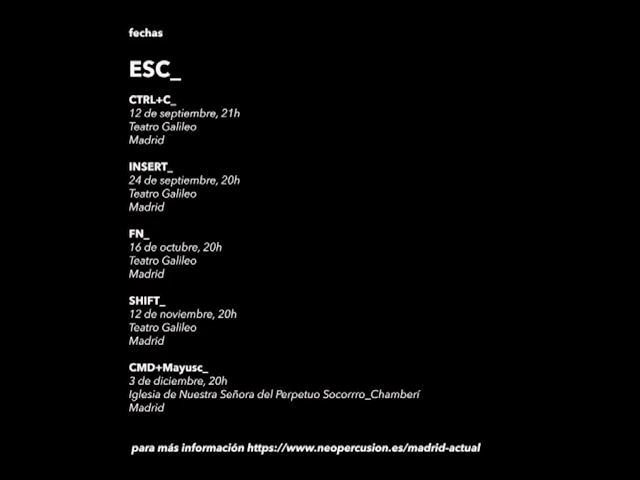 fechas
ESC_
CTRL+C_
12 de septiembre, 21h
Teatro Galileo
Madrid
INSERT_
24 de septiembre, 20h
Teatro Galileo
Madrid
FN_
16 de octubre, 20h
Teatro Galileo
Madrid
SHIFT_
12 de noviembre, 20h
Teatro Galileo
Madrid
CMD+Mayusc_
3 de diciembre, 20h
Iglesia de Nuestra Señora del Perpetuo Socorrro_Chamberí
Madrid
para más información https://www.neopercusion.es/madrid-actual